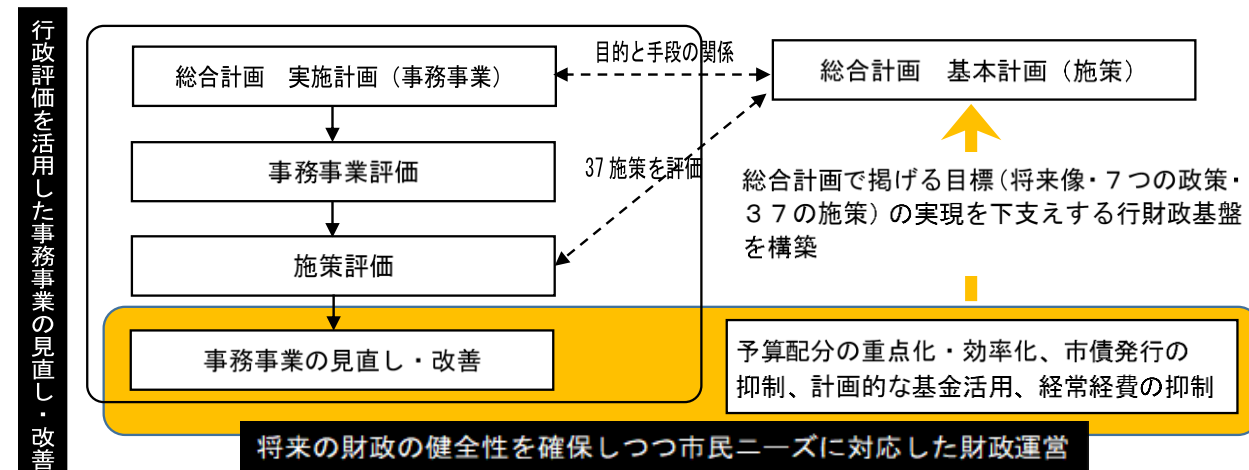 行政評価を活用した事務事業の見直し・改善
総合計画　実施計画（事務事業）
目的と手段の関係
総合計画　基本計画（施策）
事務事業評価
37施策を評価
施策評価
総合計画で掲げる目標（将来像・７つの政策・
３７の施策）の実現を下支えする行財政基盤
を構築
事務事業の見直し・改善
予算配分の重点化・効率化、市債発行の
抑制、計画的な基金活用、経常経費の抑制
将来の財政の健全性を確保しつつ市民ニーズに対応した財政運営